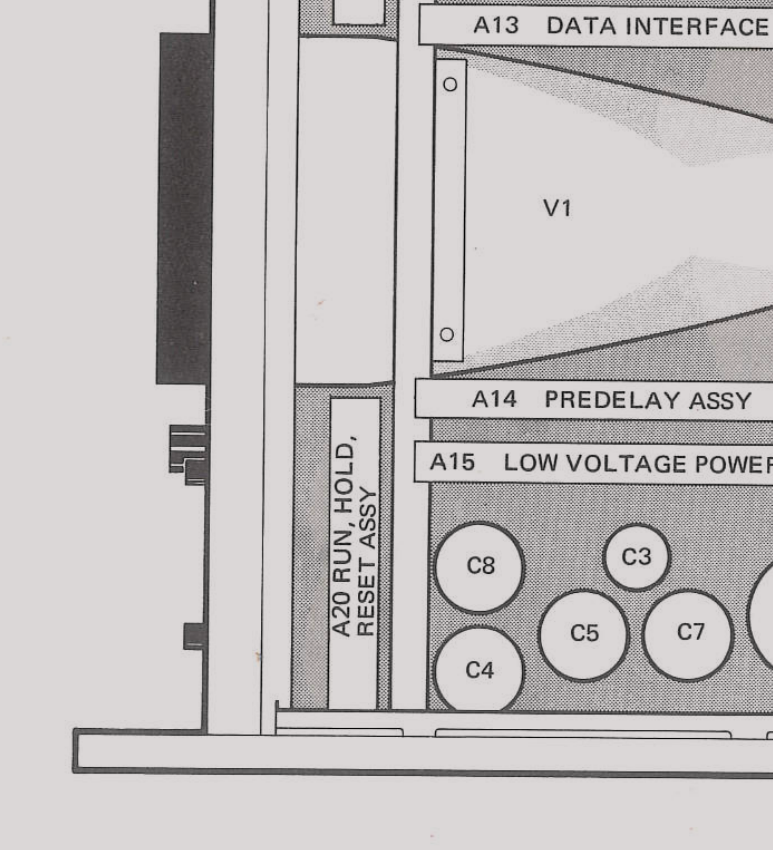 A13 DATA INTERFACE
V1
A14 PREDELAY ASSY
A15 LOW VOLTAGE POWER
A20 RUN, HOLD,
RESET ASSY
C8
C3
C5
C7
C4